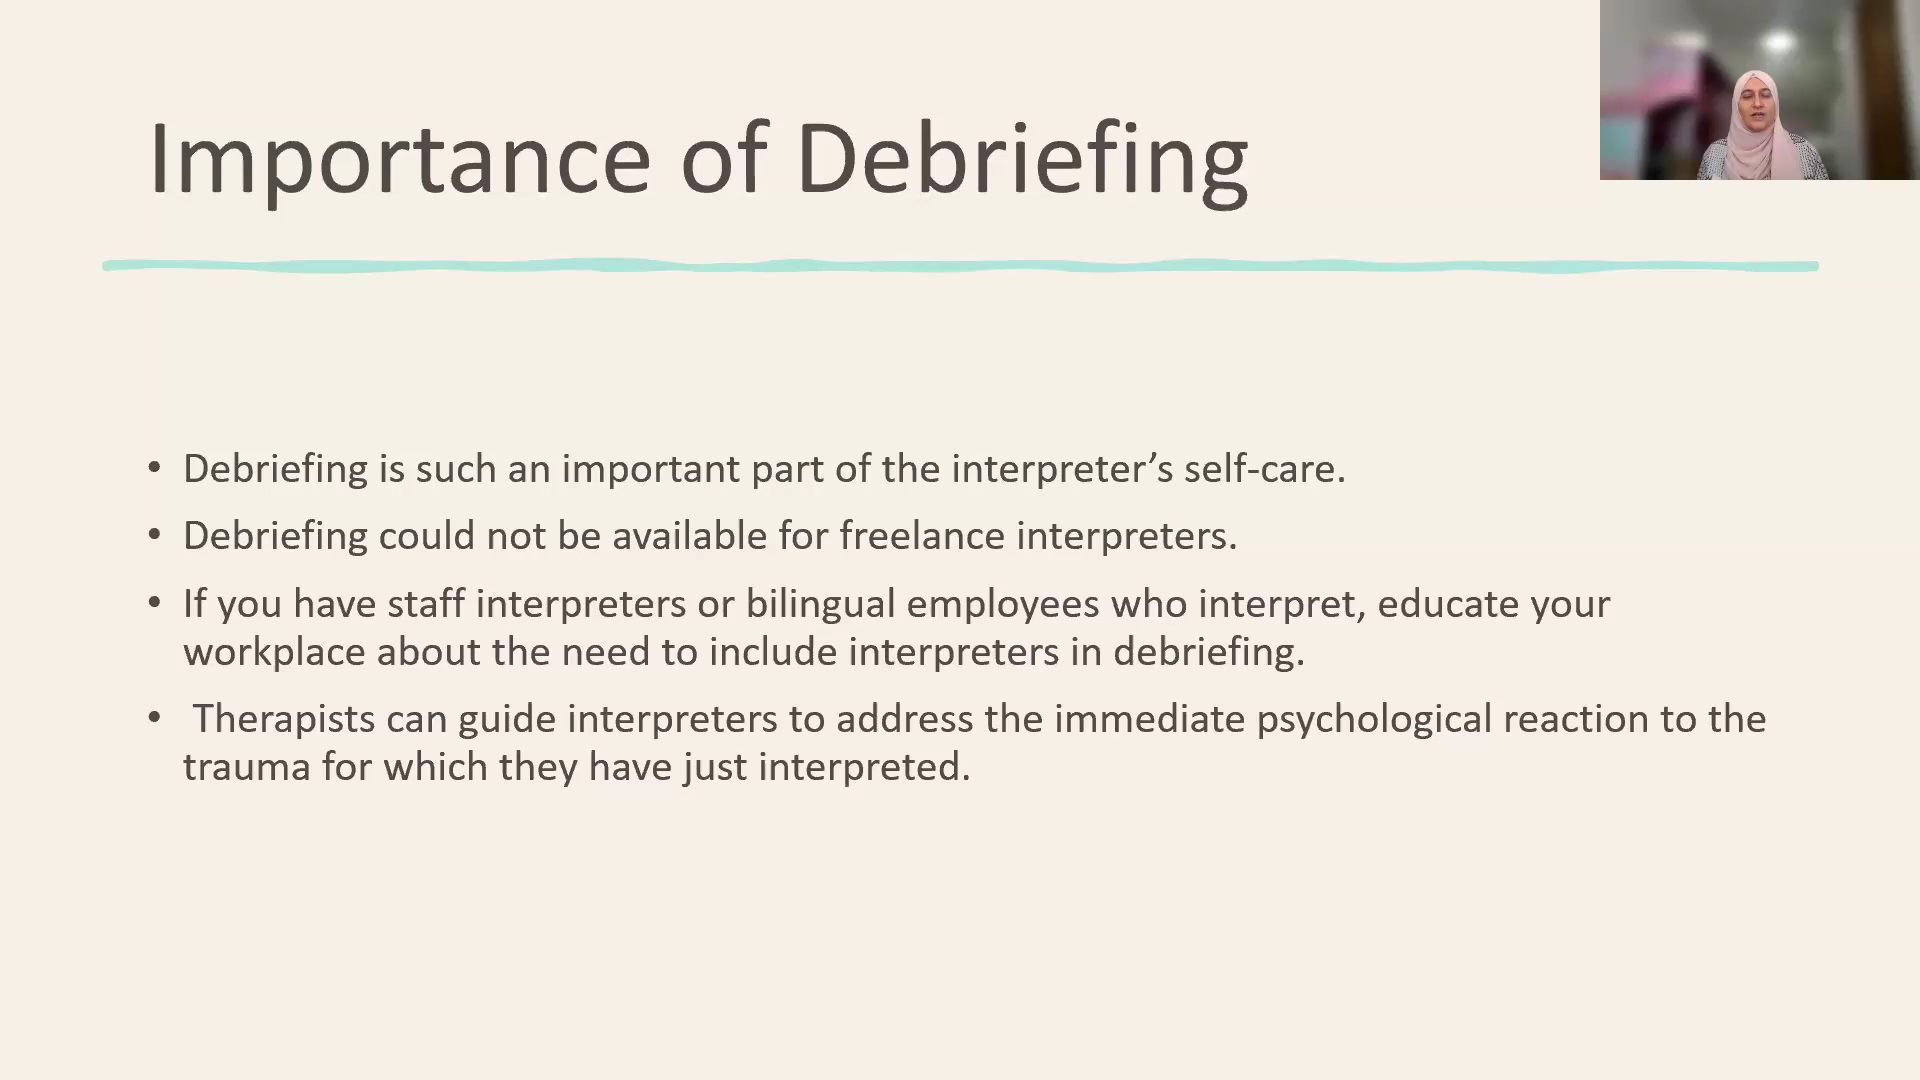 Importance of Debriefing
• Debriefing is such an important part of the interpreter’s self-care.
• Debriefing could not be available for freelance interpreters.
• If you have staff interpreters or bilingual employees who interpret, educate your
workplace about the need to include interpreters in debriefing.
• Therapists can guide interpreters to address the immediate psychological reaction to the
trauma for which they have just interpreted.